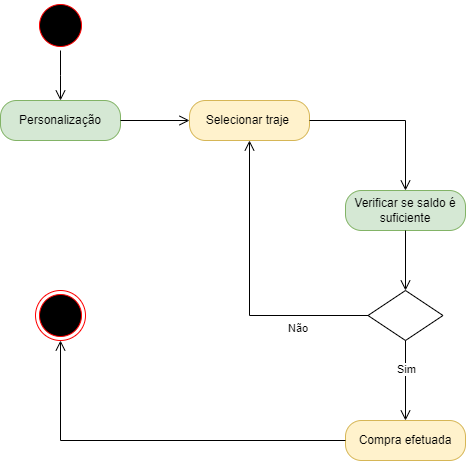 Personalização
Selecionar traje
Verificar se saldo é
suficiente
Não
Sim
Compra efetuada